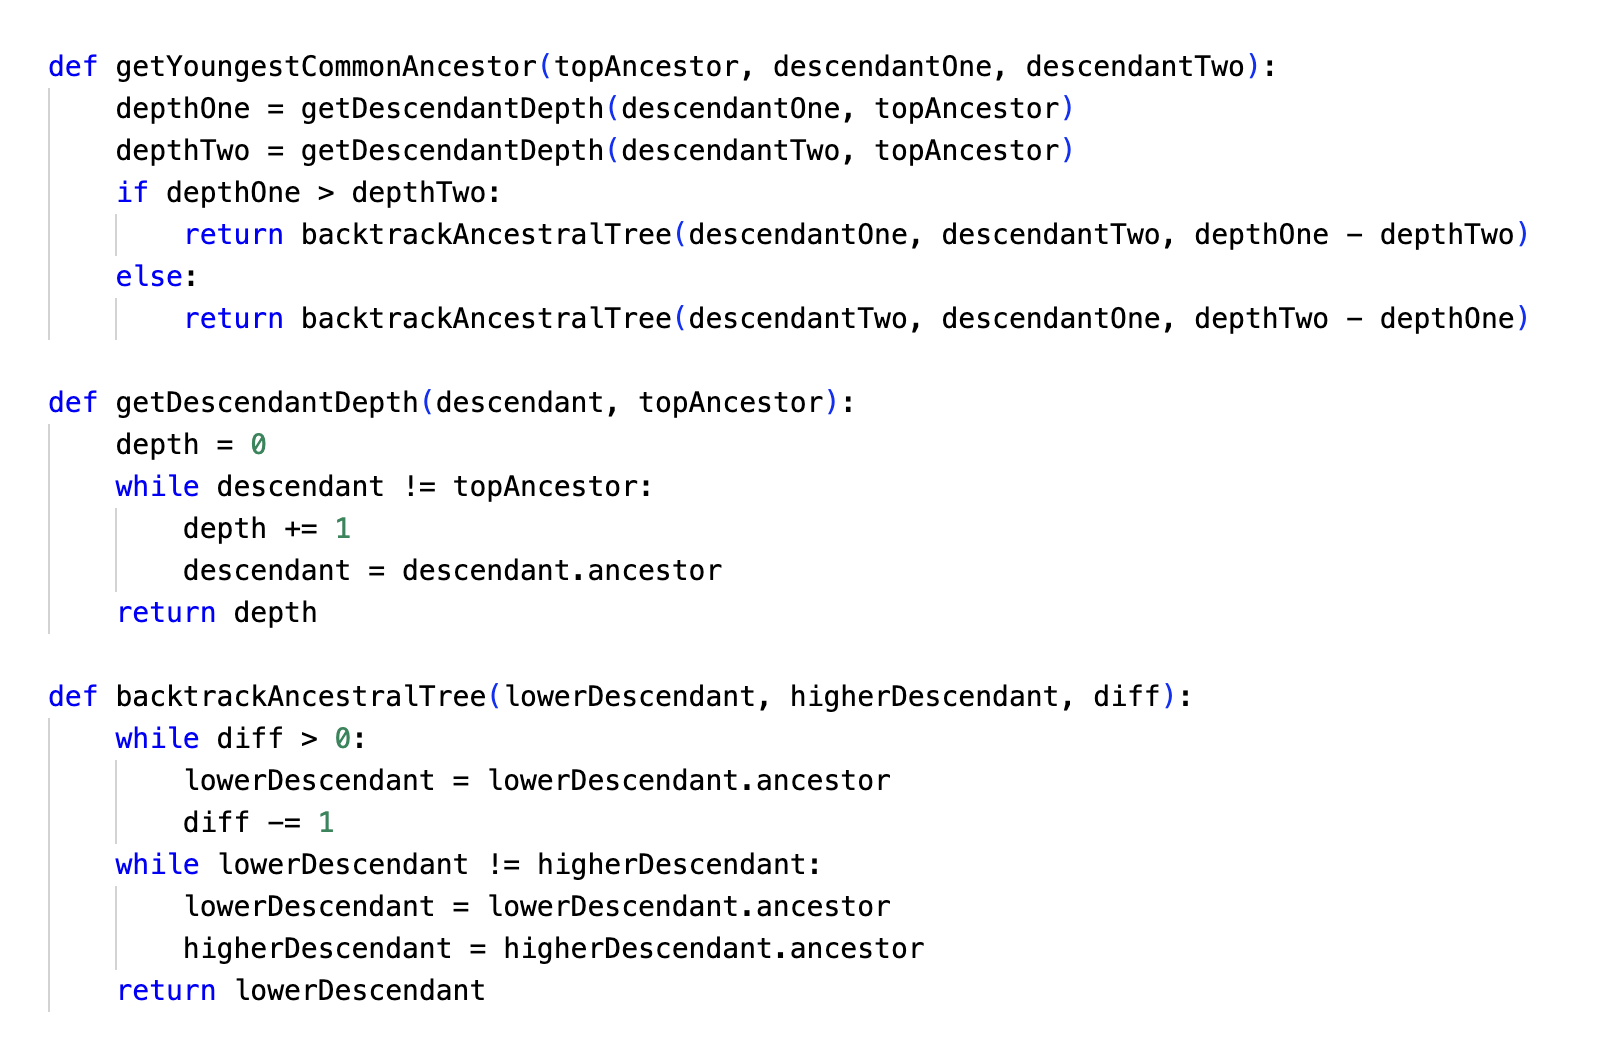 def getYoungestCommonAncestor(topAncestor, descendantOne, descendantTwo):
    depthOne = getDescendantDepth(descendantOne, topAncestor)
    depthTwo = getDescendantDepth(descendantTwo, topAncestor)
    if depthOne > depthTwo:
        return backtrackAncestralTree(descendantOne, descendantTwo, depthOne - depthTwo)
    else:
        return backtrackAncestralTree(descendantTwo, descendantOne, depthTwo - depthOne)

def getDescendantDepth(descendant, topAncestor):
    depth = 0
    while descendant != topAncestor:
        depth += 1
        descendant = descendant.ancestor
    return depth

def backtrackAncestralTree(lowerDescendant, higherDescendant, diff):
    while diff > 0:
        lowerDescendant = lowerDescendant.ancestor
        diff -= 1
    while lowerDescendant != higherDescendant:
        lowerDescendant = lowerDescendant.ancestor
        higherDescendant = higherDescendant.ancestor
    return lowerDescendant